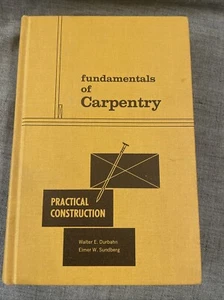 fundamentals
of
Carpentry
PRACTICAL
CONSTRUCTION
Walter E. Durbahn
Elmer W. Sundberg